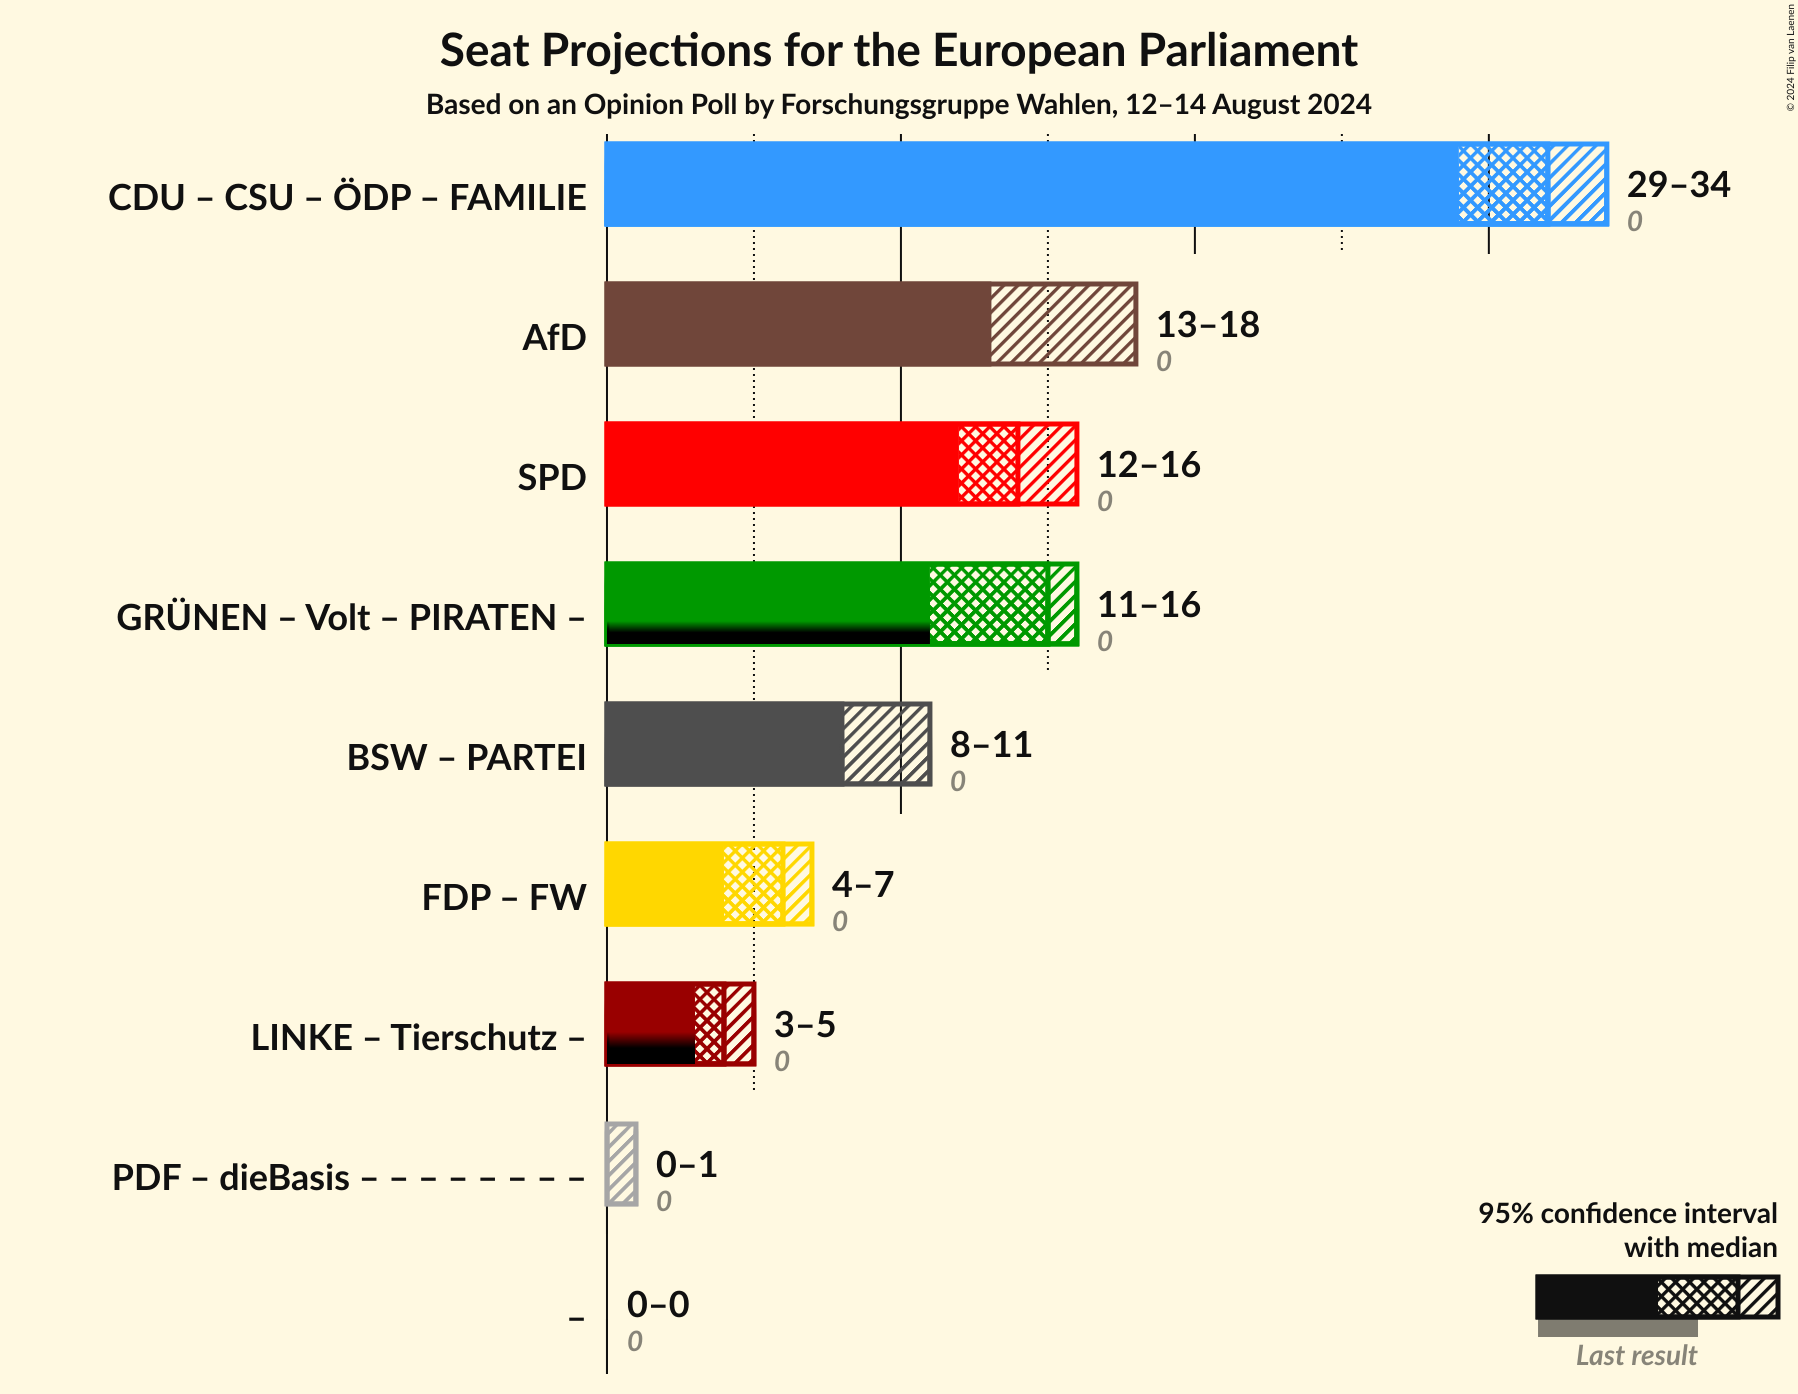 Seat Projections for the European Parliament
Based on an Opinion Poll by Forschungsgruppe Wahlen, 12–14 August 2024
© 2024 Filip van Laenen
CDU – CSU – ÖDP – FAMILIE
29–34
0
AfD
13–18
0
SPD
12–16
0
GRÜNEN – Volt – PIRATEN –
11–16
0
BSW – PARTEI
8–11
0
FDP – FW
4–7
0
LINKE – Tierschutz –
3–5
0
PDF – dieBasis – – – – – – – –
0–1
0
–
0–0
0
95% confidence interval
with median
Last result